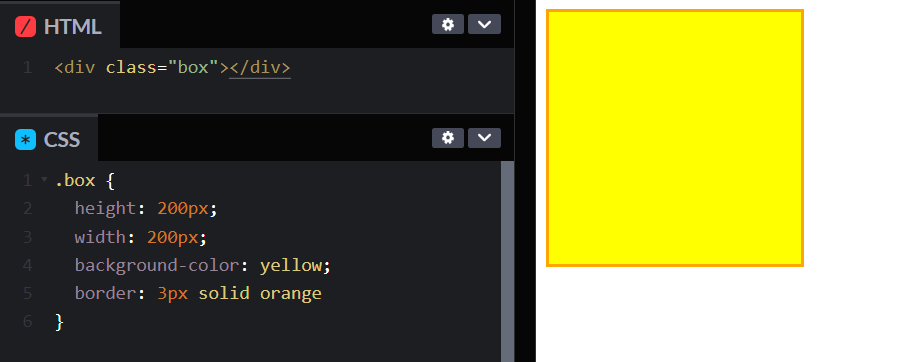 HTML
1 <div class="box"></div>
CSS
1 .box {
2 height: 200px;
3 width: 200px;
4 background-color: yellow;
5 border: 3px solid orange
6 }